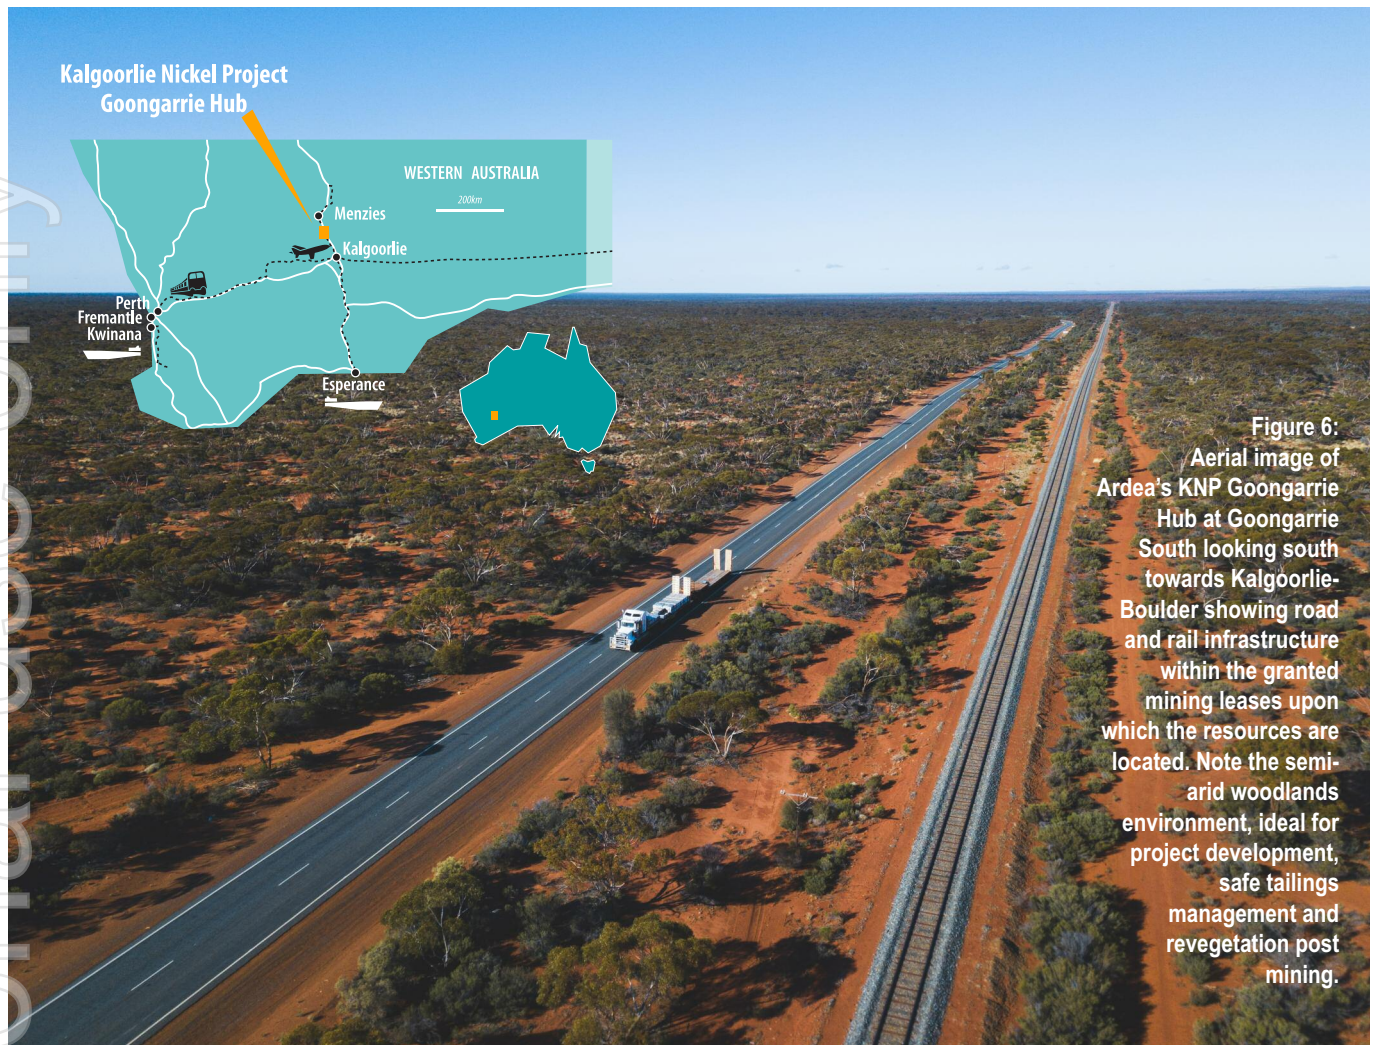 Kalgoorlie Nickel Project
Goongarrie Hub
WESTERN AUSTRALIA
200km
Menzies
Kalgoorlie
Perth
Fremantle
Kwinana
Esperance
Figure 6:
Aerial image of
Ardea's KNP Goongarrie
Hub at Goongarrie
South looking south
towards Kalgoorlie-
Boulder showing road
and rail infrastructure
within the granted
mining leases upon
which the resources are
located. Note the semi-
arid woodlands
environment, ideal for
project development,
safe tailings
management and
revegetation post
mining.